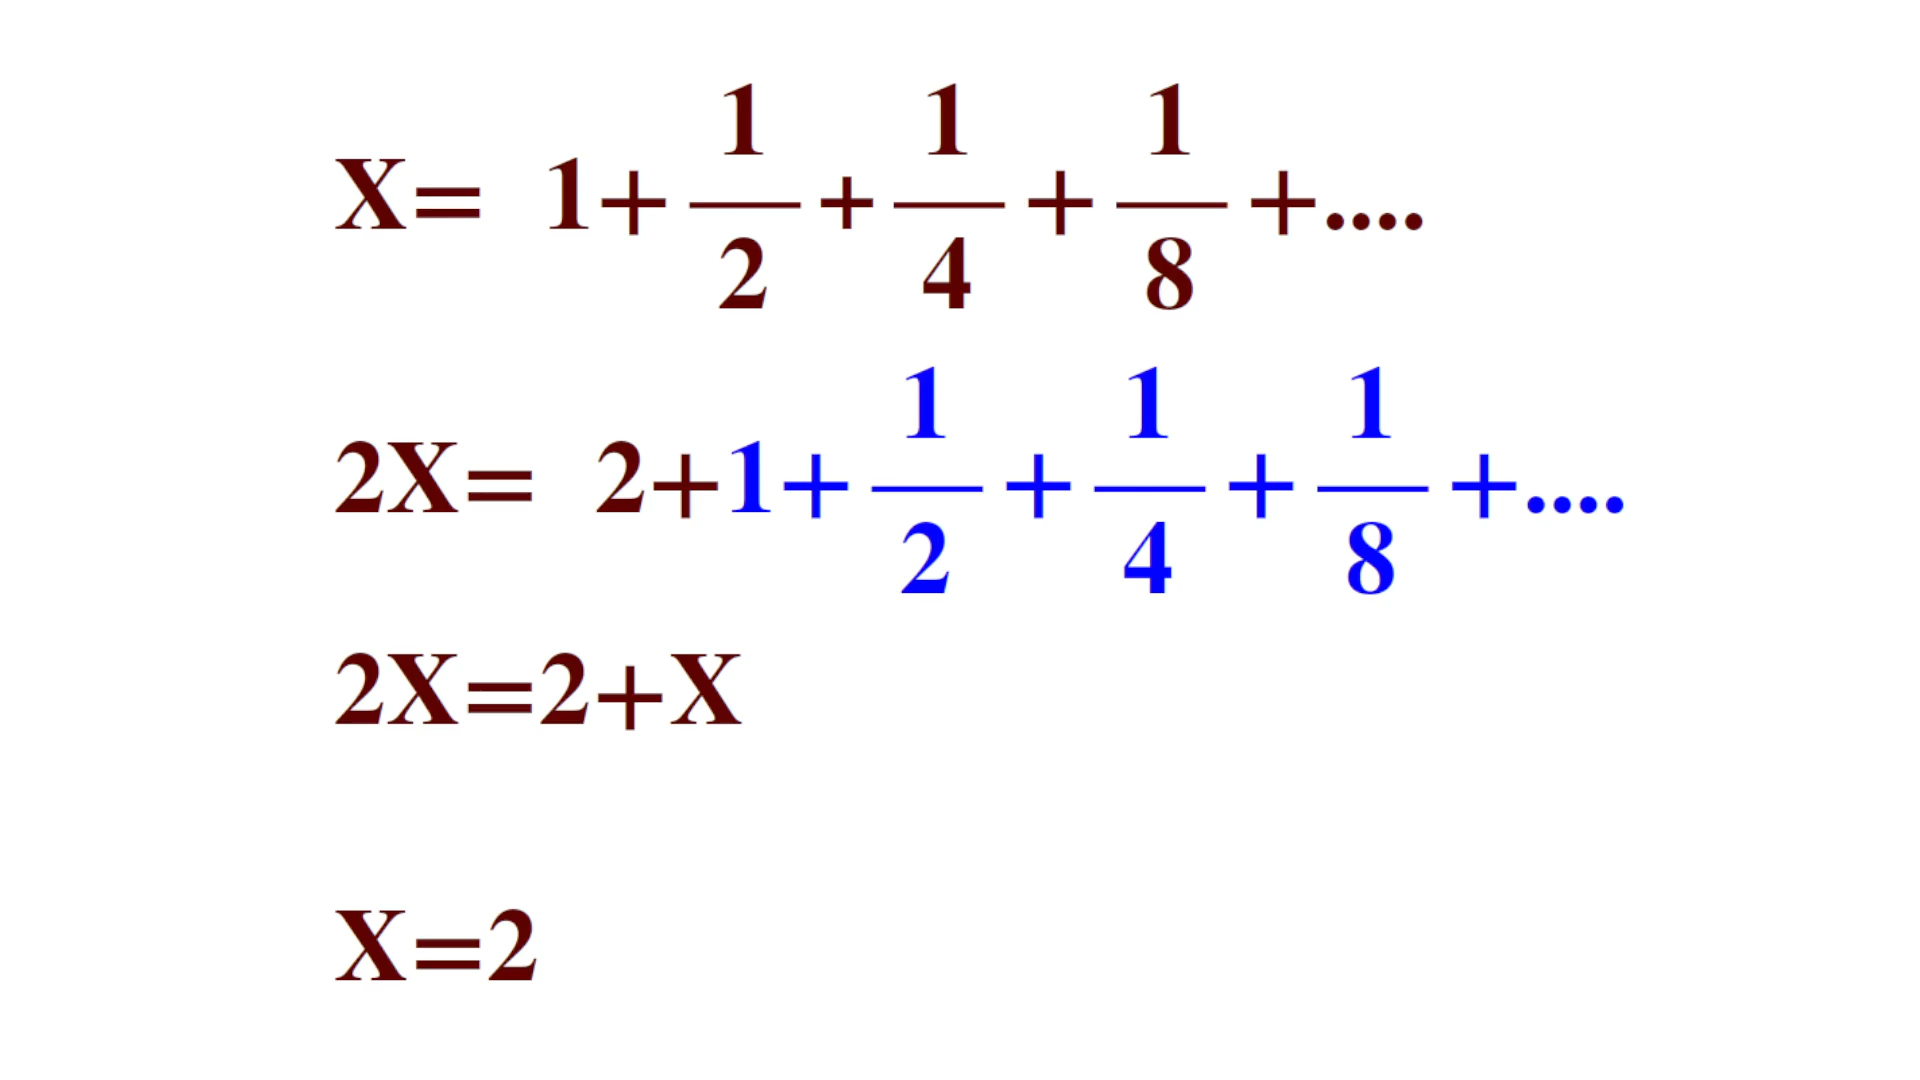 X= 1+1/2+1/4+1/8+....
2X= 2+1+1/2+1/4+1/8+....
2X=2+X
X=2